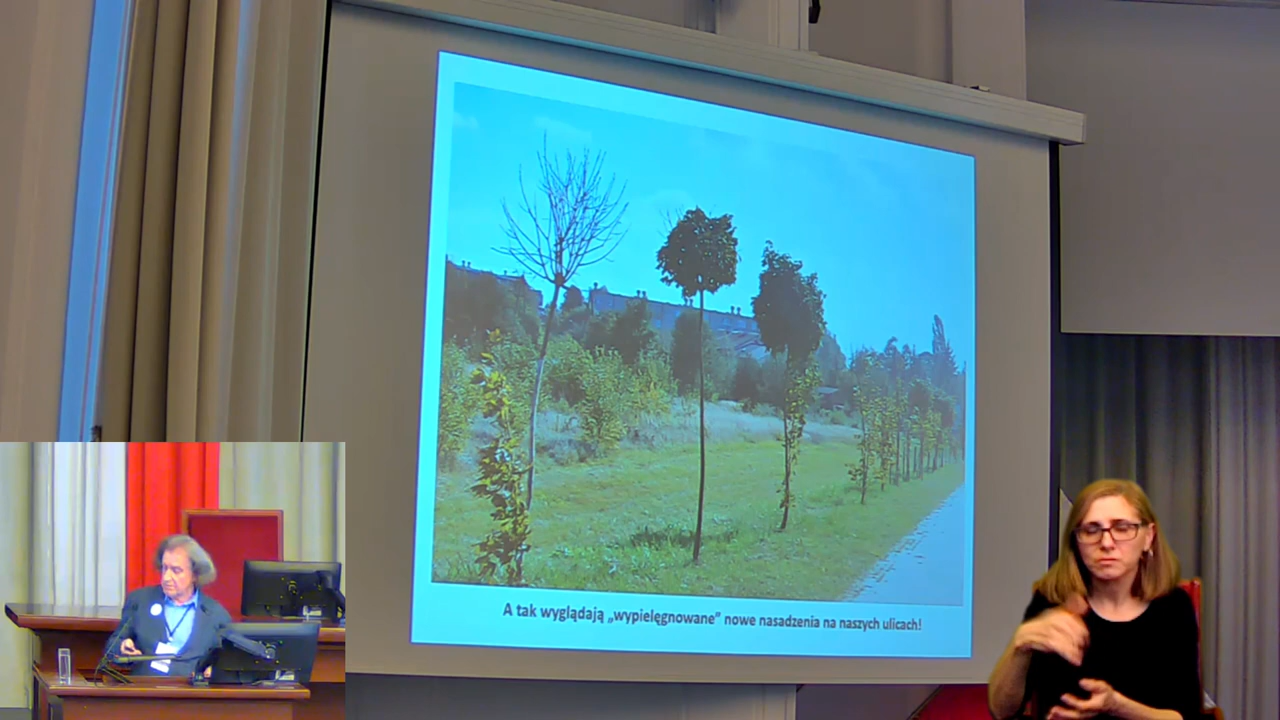 A tak wyglądają „wypielęgnowane” nowe nasadzenia na naszych ulicach!